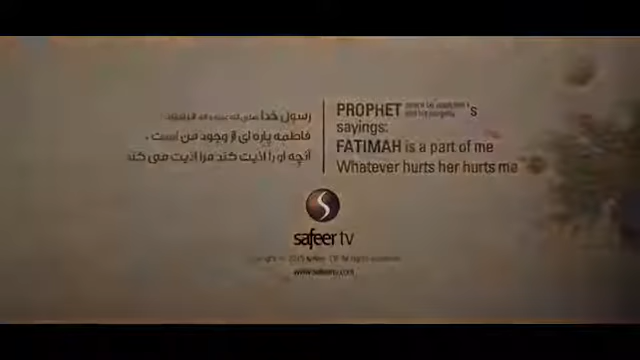 رسول خدا
فاطمه پاره ای از وجود من است .
آنچه او را اذیت کند مرا اذیت می کند
PROPHET 's
sayings:
FATIMAH is a part of me
Whatever hurts her hurts me
safeer tv